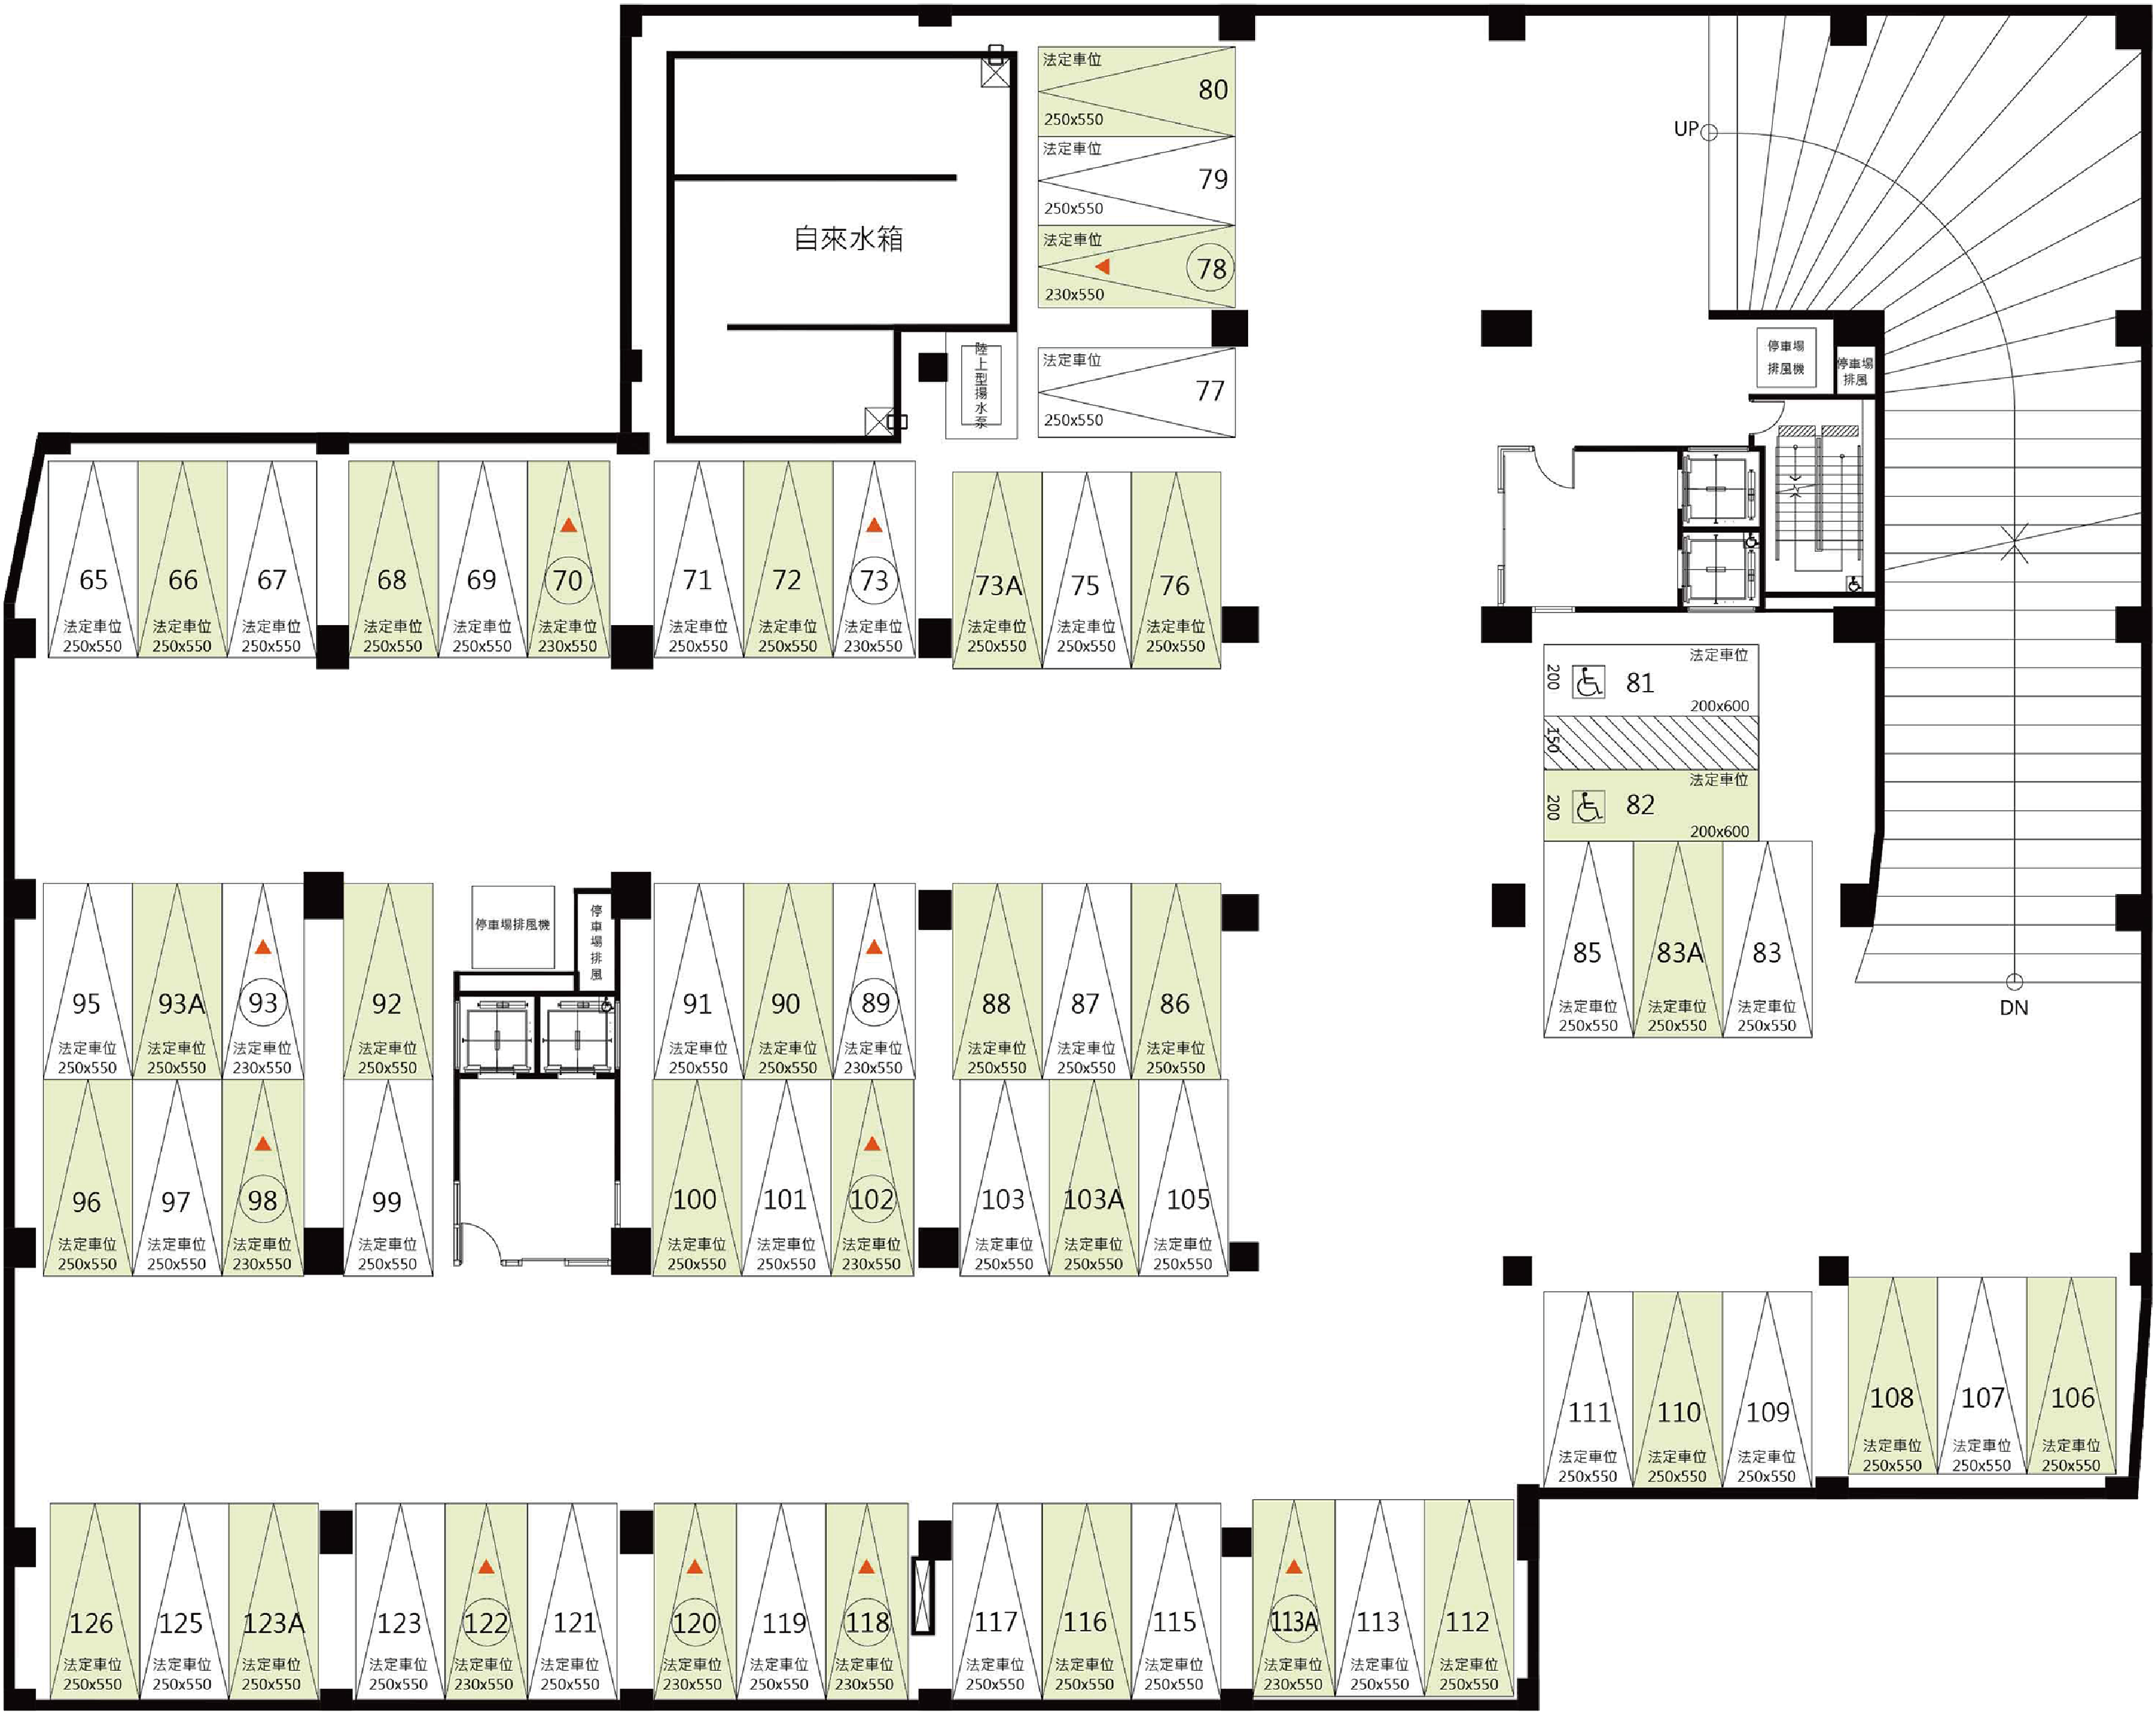 法定車位
80
250x550
法定車位
79
250x550
法定車位
78
230x550
UP
自來水箱
陸上型揚水泵
法定車位
77
250x550
停車場
排風機
停車場
排風
65
法定車位
250x550
66
法定車位
250x550
67
法定車位
250x550
68
法定車位
250x550
69
法定車位
250x550
70
法定車位
230x550
71
法定車位
250x550
72
法定車位
250x550
73
法定車位
230x550
73A
法定車位
250x550
75
法定車位
250x550
76
法定車位
250x550
法定車位
200
81
200x600
150
法定車位
200
82
200x600
85
法定車位
250x550
83A
法定車位
250x550
83
法定車位
250x550
DN
95
法定車位
250x550
93A
法定車位
250x550
93
法定車位
230x550
92
法定車位
250x550
停車場排風機
停車場排風
91
法定車位
250x550
90
法定車位
250x550
89
法定車位
230x550
88
法定車位
250x550
87
法定車位
250x550
86
法定車位
250x550
96
法定車位
250x550
97
法定車位
250x550
98
法定車位
230x550
99
法定車位
250x550
100
法定車位
250x550
101
法定車位
250x550
102
法定車位
230x550
103
法定車位
250x550
103A
法定車位
250x550
105
法定車位
250x550
111
法定車位
250x550
110
法定車位
250x550
109
法定車位
250x550
108
法定車位
250x550
107
法定車位
250x550
106
法定車位
250x550
126
法定車位
250x550
125
法定車位
250x550
123A
法定車位
250x550
123
法定車位
250x550
122
法定車位
230x550
121
法定車位
250x550
120
法定車位
230x550
119
法定車位
250x550
118
法定車位
230x550
117
法定車位
250x550
116
法定車位
250x550
115
法定車位
250x550
113A
法定車位
230x550
113
法定車位
250x550
112
法定車位
250x550